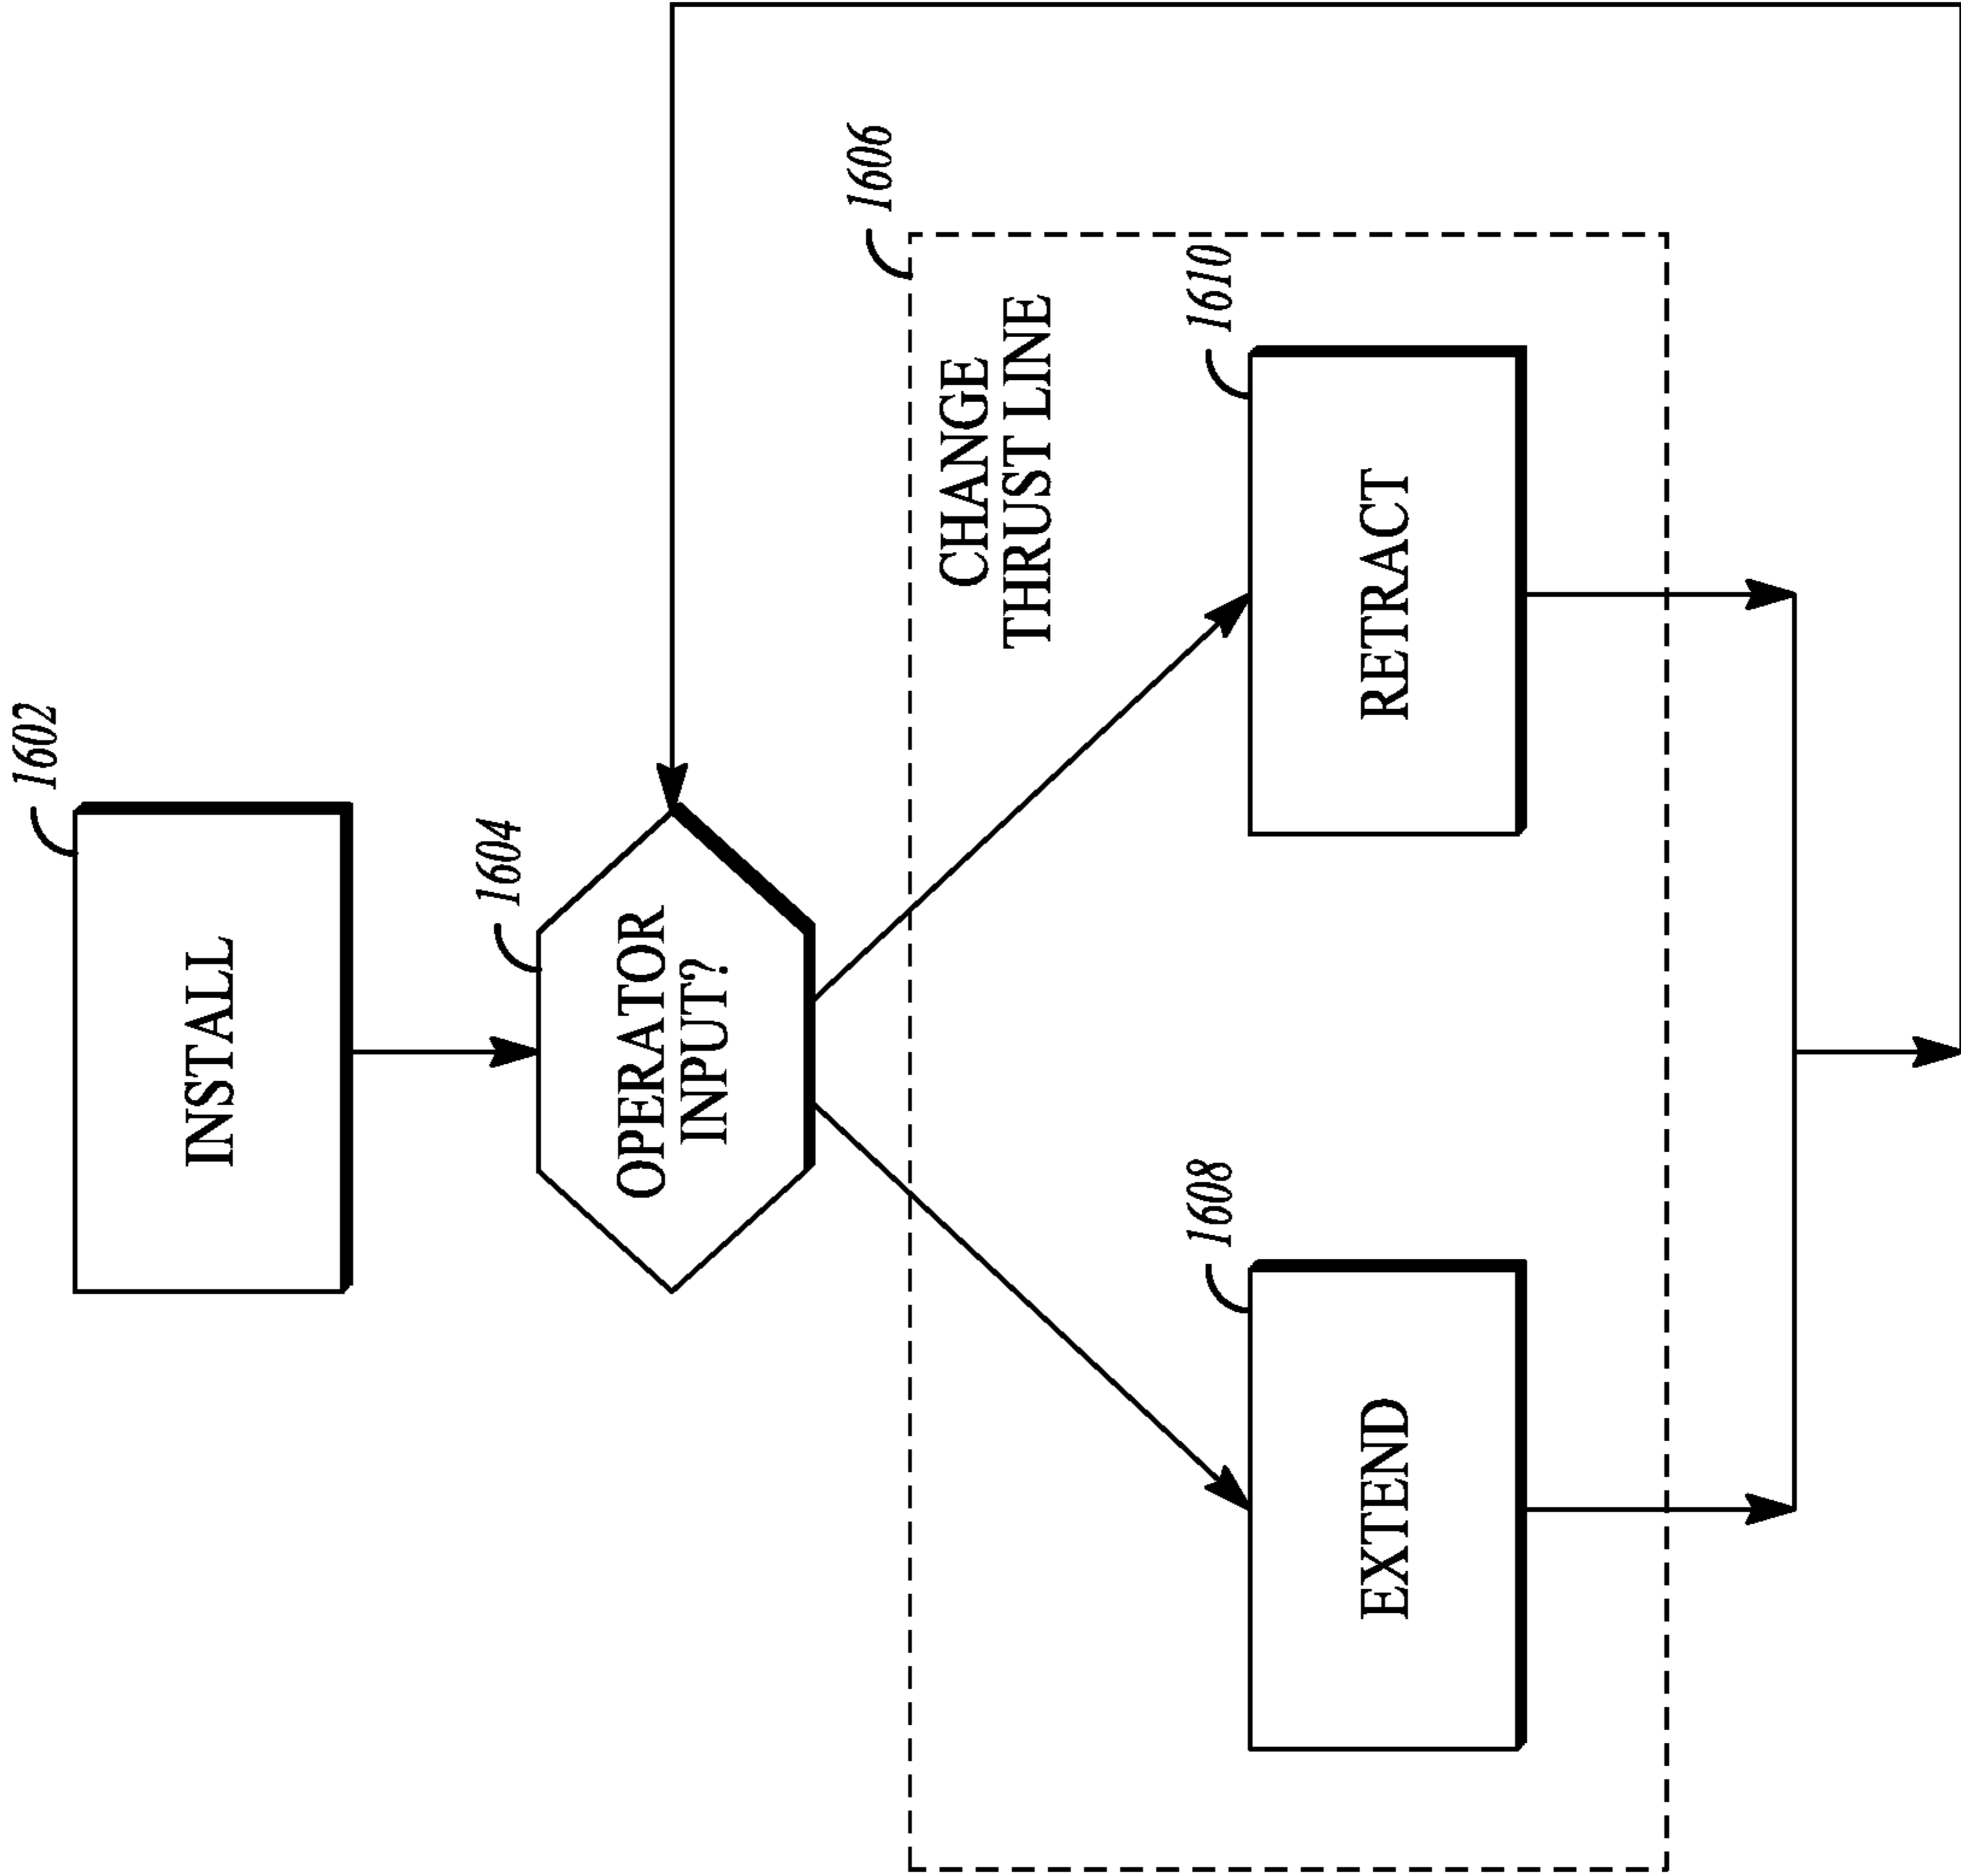 1602
INSTALL
1604
OPERATOR
INPUT?
1606
CHANGE
THRUST LINE
1608
EXTEND
1610
RETRACT